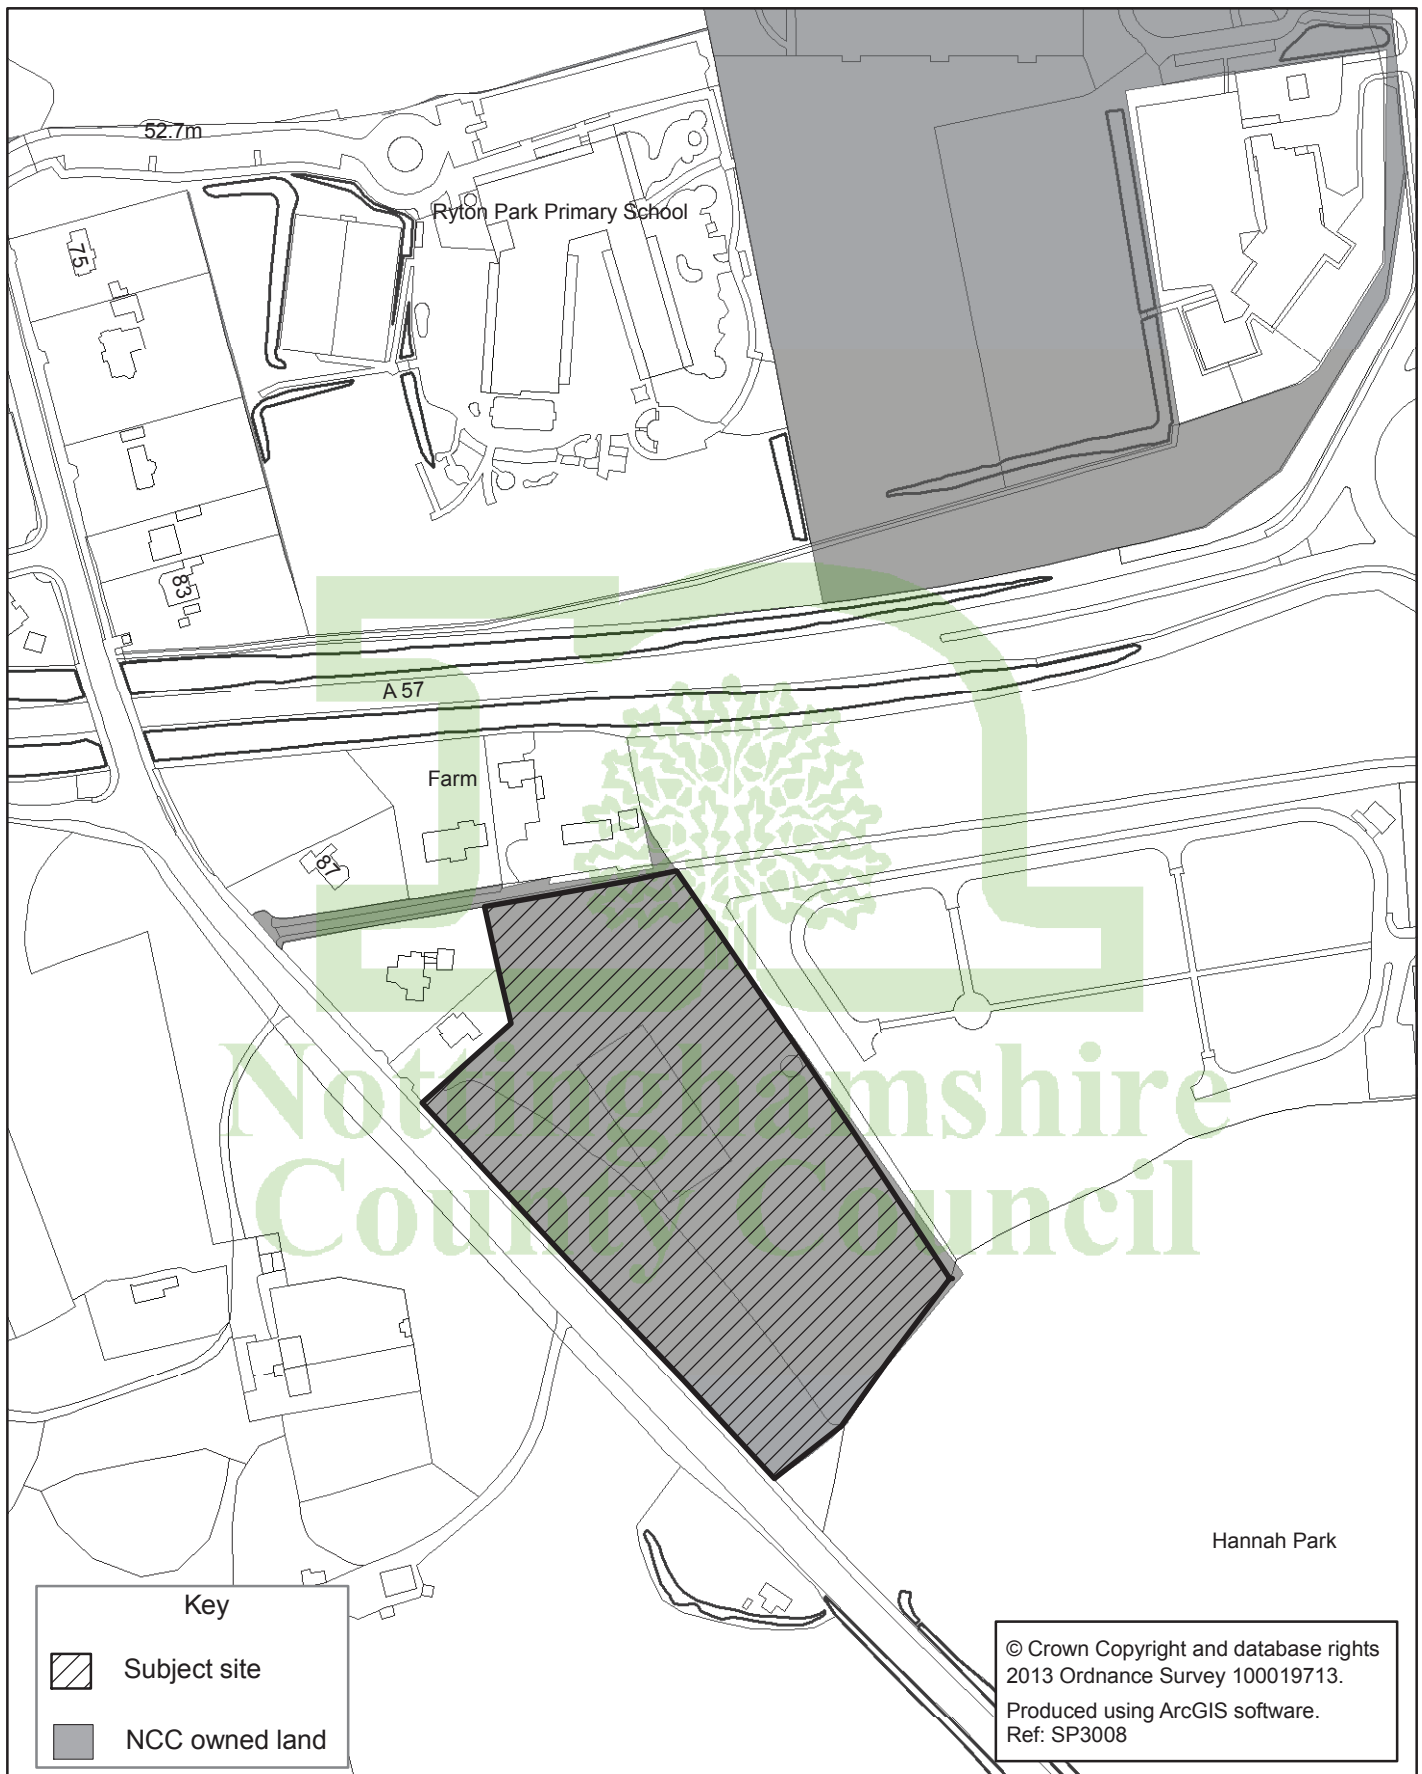 52.7m
Ryton Park Primary School
75
83
A 57
Farm
87
Nottinghamshire
County Council
Hannah Park
Key
Subject site
NCC owned land
© Crown Copyright and database rights
2013 Ordnance Survey 100019713.
Produced using ArcGIS software.
Ref: SP3008